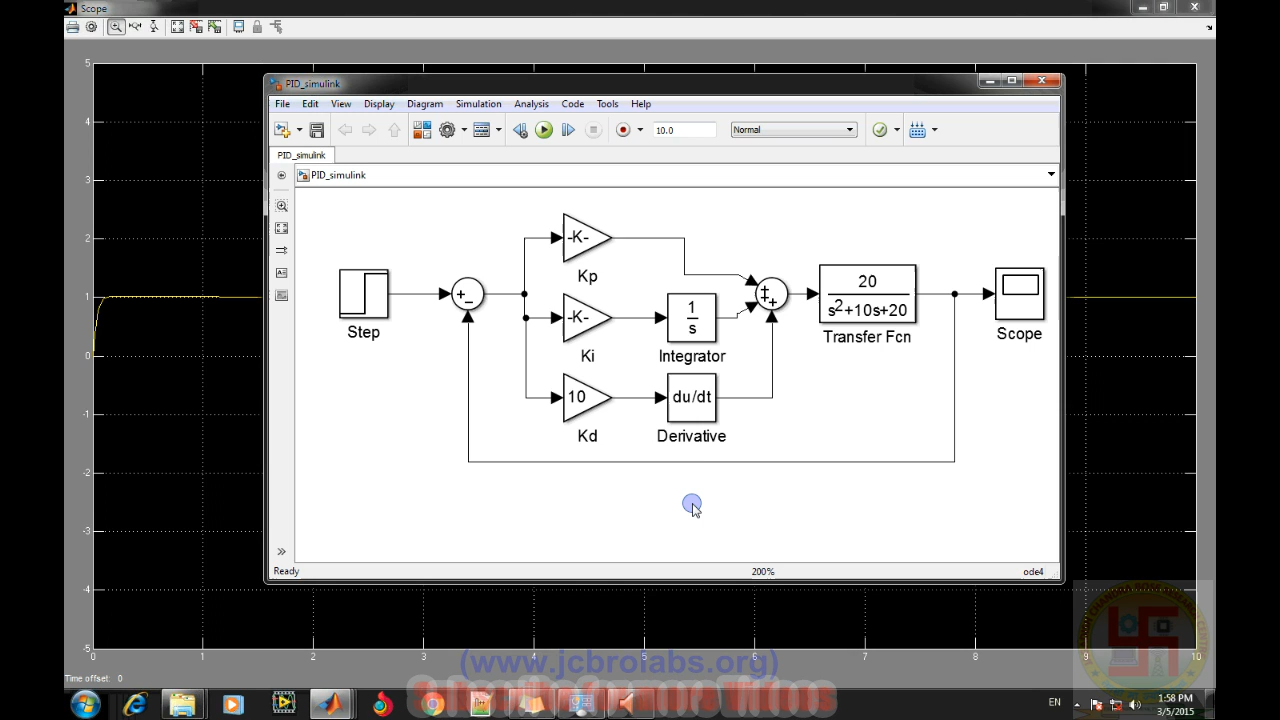 Scope
5
4
3
2
1
0
-1
-2
-3
-4
-5
0
1
2
3
4
5
6
7
8
9
10
Time offset: 0
PID_simulink
File Edit View Display Diagram Simulation Analysis Code Tools Help
10.0
Normal
PID_simulink
PID_simulink
-K-
Kp
Step
+
-
-K-
Ki
1
s
Integrator
10
Kd
du/dt
Derivative
+
+
+
20
s2+10s+20
Transfer Fcn
Scope
Ready
200%
ode4
(www.jcbrolabs.org)
EN
1:58 PM
3/5/2015